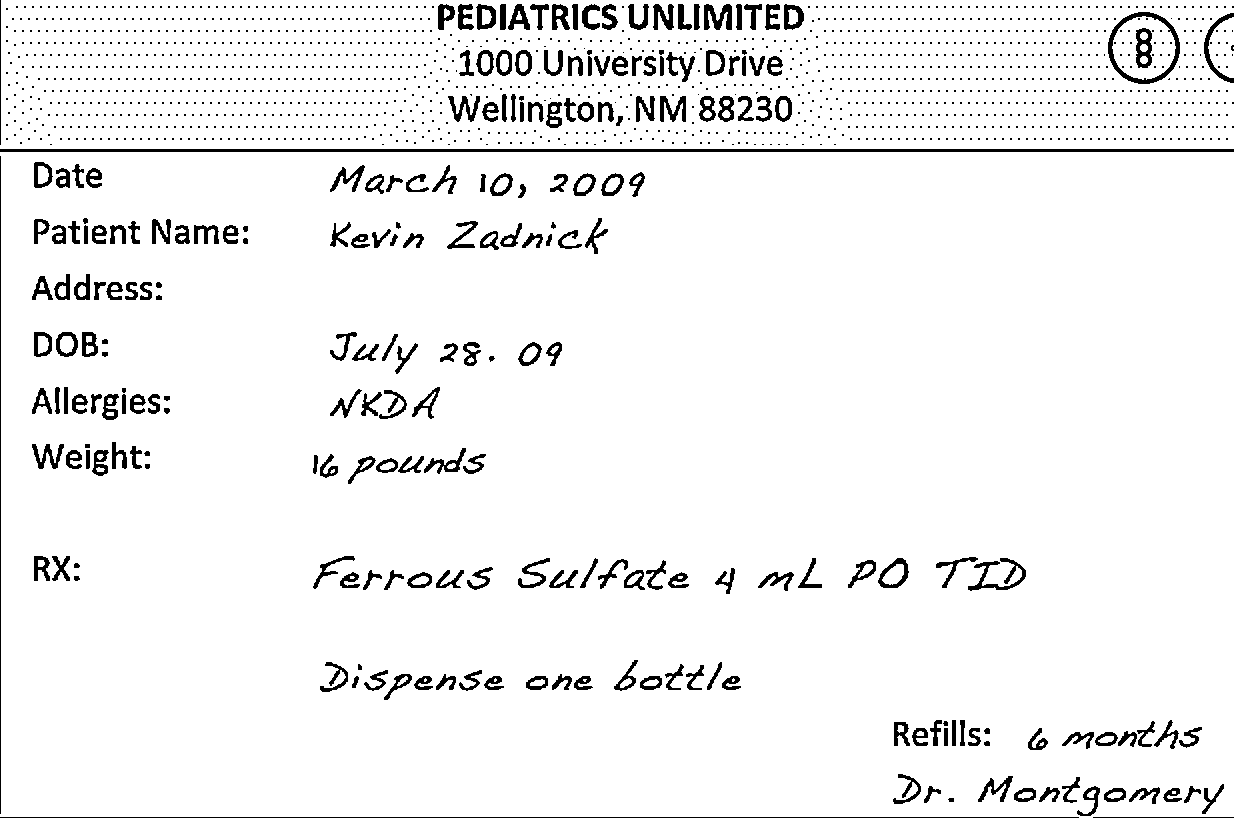 PEDIATRICS UNLIMITED
1000 University Drive
Wellington, NM 88230
8
Date March 10, 2009
Patient Name: Kevin Zadnick
Address:
DOB: July 28. 09
Allergies: NKDA
Weight: 16 pounds
RX: Ferrous Sulfate 4 mL PO TID
Dispense one bottle
Refills: 6 months
Dr. Montgomery